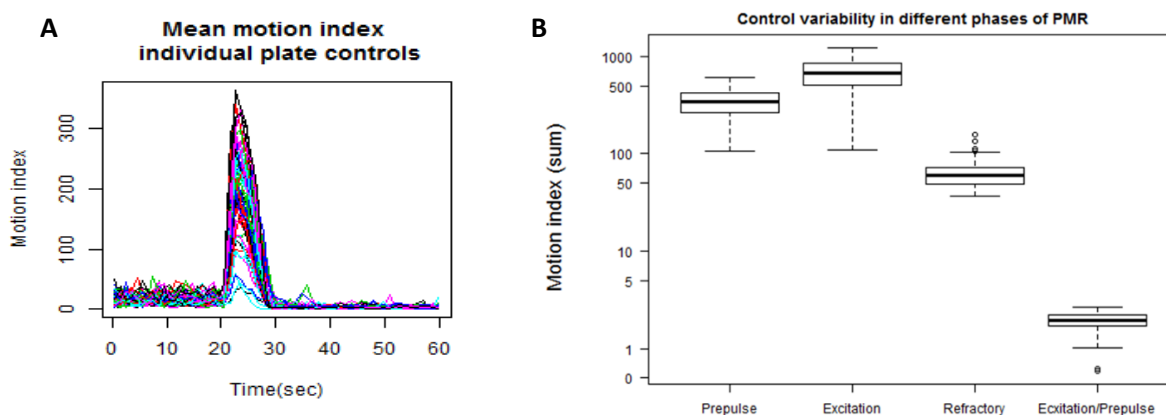 A
Mean motion index
individual plate controls
Motion index
300
200
100
0
0 10 20 30 40 50 60
Time(sec)
B
Control variability in different phases of PMR
Motion index (sum)
1000
500
100
50
10
5
1
0
Prepulse Excitation Refractory Ecxitation/Prepulse